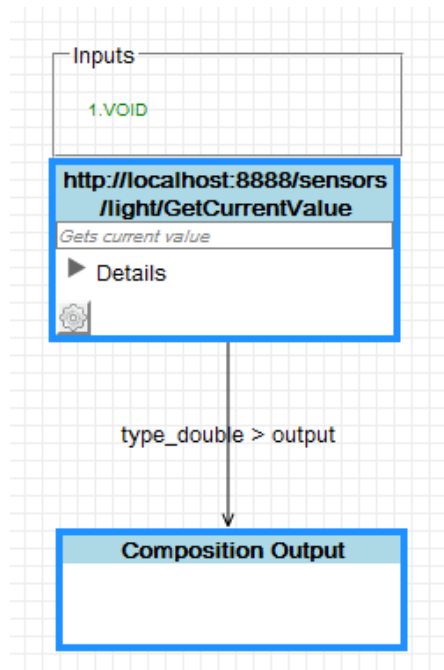 Inputs
1.VOID
http://localhost:8888/sensors
/light/GetCurrentValue
Gets current value
Details
type_double > output
Composition Output